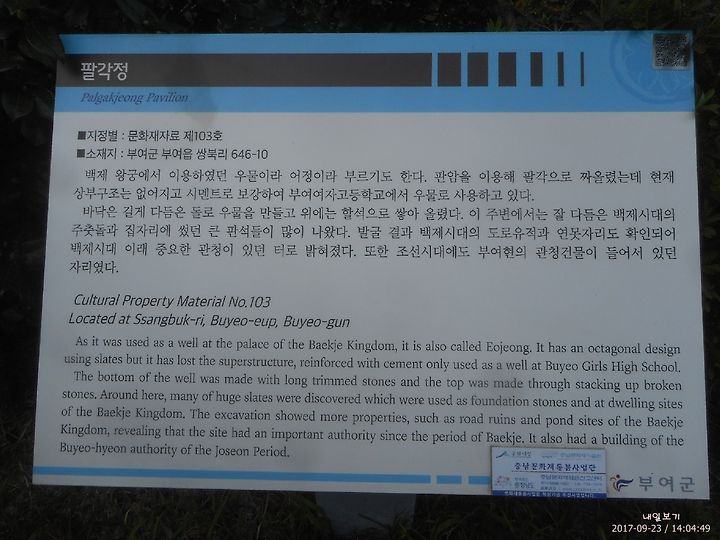 팔각정
Palgakjeong Pavilion
■지정별 : 문화재자료 제103호
■소재지 : 부여군 부여읍 쌍북리 646-10
백제 왕궁에서 이용하였던 우물이라 어정이라 부르기도 한다. 판암을 이용해 팔각으로 짜올렸는데 현재
상부구조는 없어지고 시멘트로 보강하여 부여여자고등학교에서 우물로 사용하고 있다.
바닥은 길게 다듬은 돌로 우물을 만들고 위에는 할석으로 쌓아 올렸다. 이 주변에서는 잘 다듬은 백제시대의
주춧돌과 집자리에 썼던 큰 판석들이 많이 나왔다. 발굴 결과 백제시대의 도로유적과 연못자리도 확인되어
백제시대 이래 중요한 관청이 있던 터로 밝혀졌다. 또한 조선시대에도 부여현의 관청건물이 들어서 있던
자리였다.
Cultural Property Material No.103
Located at Ssangbuk-ri, Buyeo-eup, Buyeo-gun
As it was used as a well at the palace of the Baekje Kingdom, it is also called Eojeong. It has an octagonal design
using slates but it has lost the superstructure, reinforced with cement only used as a well at Buyeo Girls High School.
The bottom of the well was made with long trimmed stones and the top was made through stacking up broken
stones. Around here, many of huge slates were discovered which were used as foundation stones and at dwelling sites
of the Baekje Kingdom. The excavation showed more properties, such as road ruins and pond sites of the Baekje
Kingdom, revealing that the site had an important authority since the period of Baekje. It also had a building of the
Buyeo-hyeon authority of the Joseon Period.
충남문화재돌봄사업단
충청남도
부여군
내일보기
2017-09-23 / 14:04:49